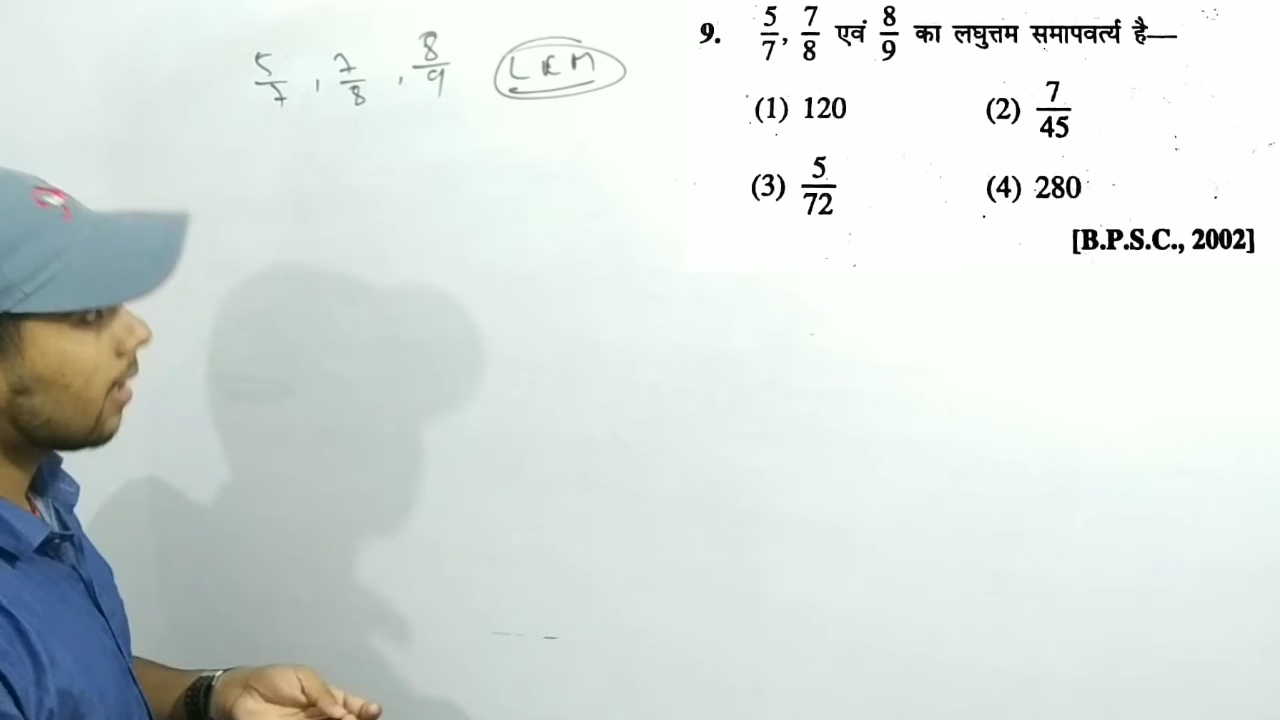 5/7 , 7/8 , 8/9 LCM
9. 5/7, 7/8 एवं 8/9 का लघुत्तम समापवर्त्य है—
(1) 120 (2) 7/45
(3) 5/72 (4) 280
[B.P.S.C., 2002]